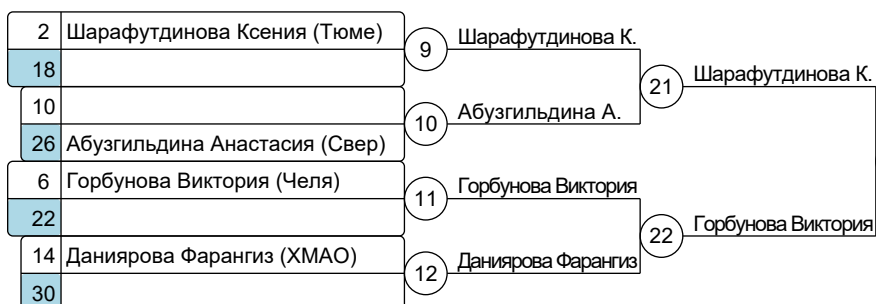 2 Шарафутдинова Ксения (Тюме)
18
9 Шарафутдинова К.
10
26 Абузгильдина Анастасия (Свер)
10 Абузгильдина А.
21 Шарафутдинова К.
6 Горбунова Виктория (Челя)
22
11 Горбунова Виктория
14 Даниярова Фарангиз (ХМАО)
30
12 Даниярова Фарангиз
22 Горбунова Виктория